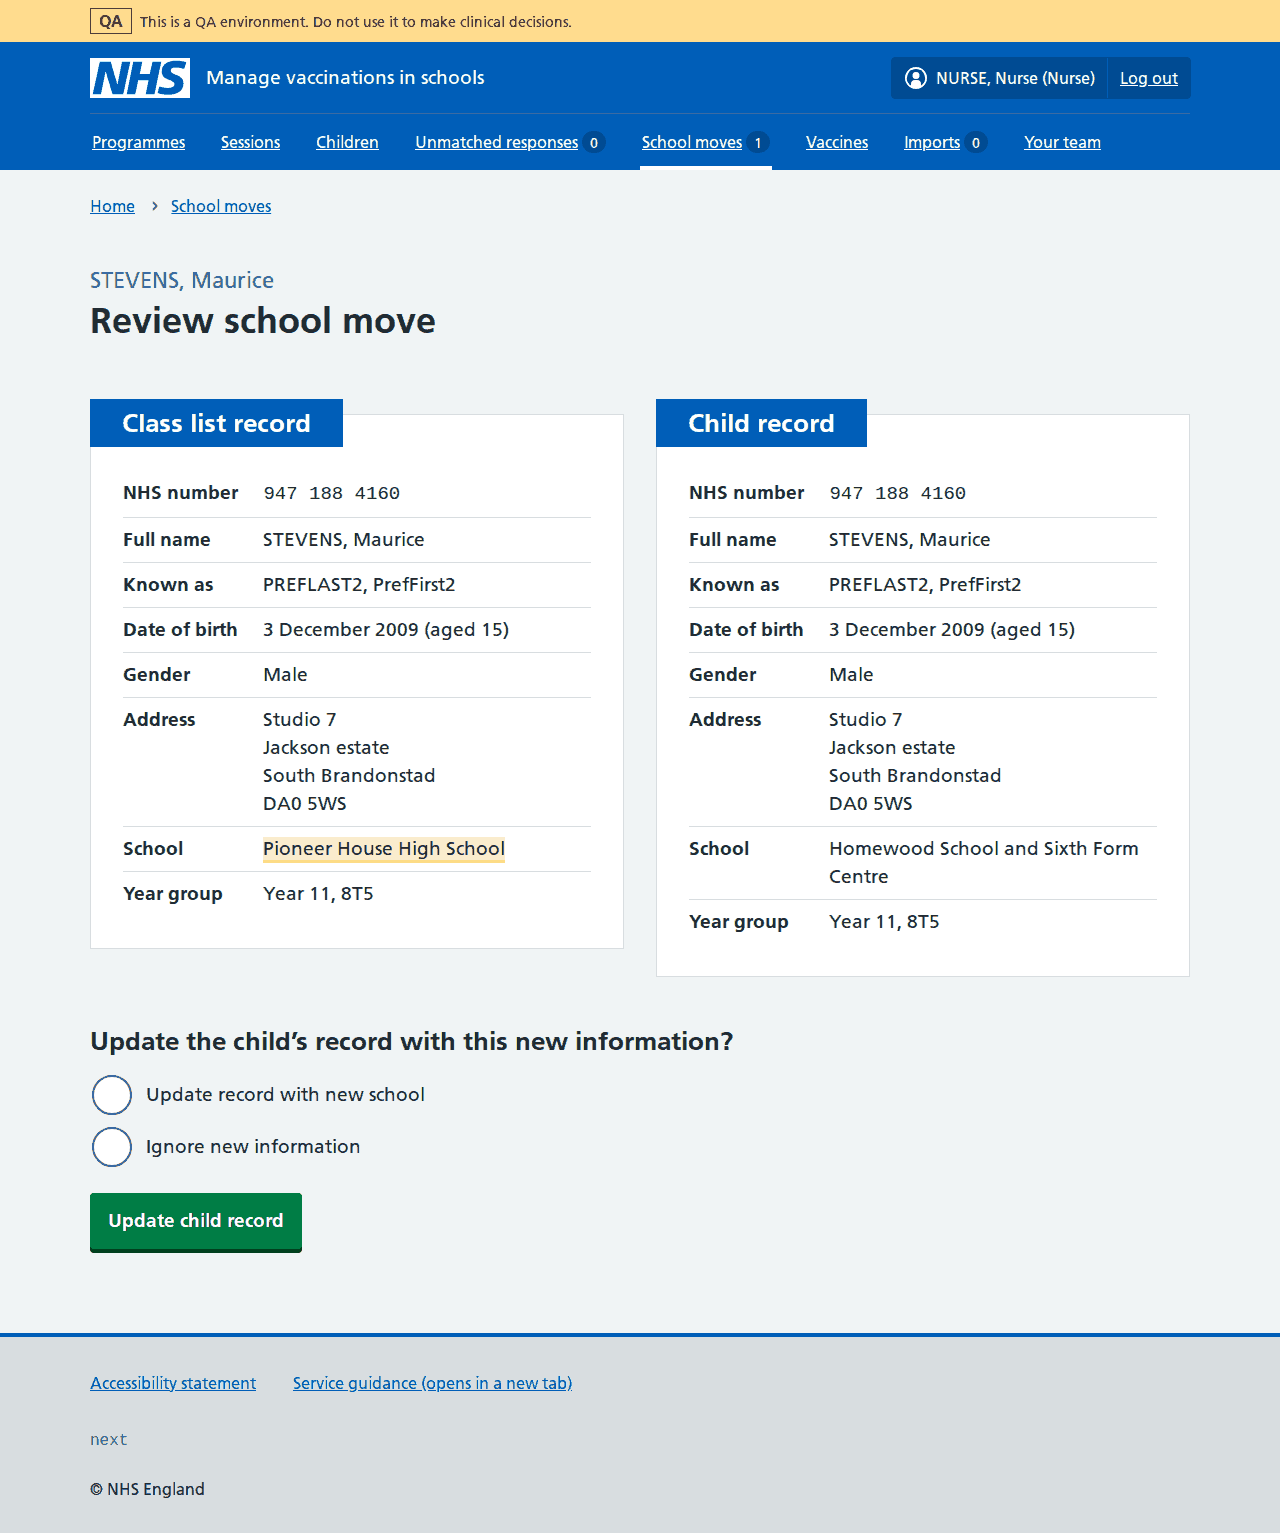 QA This is a QA environment. Do not use it to make clinical decisions.
NHS Manage vaccinations in schools NURSE, Nurse (Nurse) Log out
Programmes Sessions Children Unmatched responses 0 School moves 1 Vaccines Imports 0 Your team
Home › School moves
STEVENS, Maurice
Review school move
Class list record
NHS number 947 188 4160
Full name STEVENS, Maurice
Known as PREFLAST2, PrefFirst2
Date of birth 3 December 2009 (aged 15)
Gender Male
Address Studio 7
Jackson estate
South Brandonstad
DA0 5WS
School Pioneer House High School
Year group Year 11, 8T5
Child record
NHS number 947 188 4160
Full name STEVENS, Maurice
Known as PREFLAST2, PrefFirst2
Date of birth 3 December 2009 (aged 15)
Gender Male
Address Studio 7
Jackson estate
South Brandonstad
DA0 5WS
School Homewood School and Sixth Form
Centre
Year group Year 11, 8T5
Update the child’s record with this new information?
Update record with new school
Ignore new information
Update child record
Accessibility statement Service guidance (opens in a new tab)
next
© NHS England